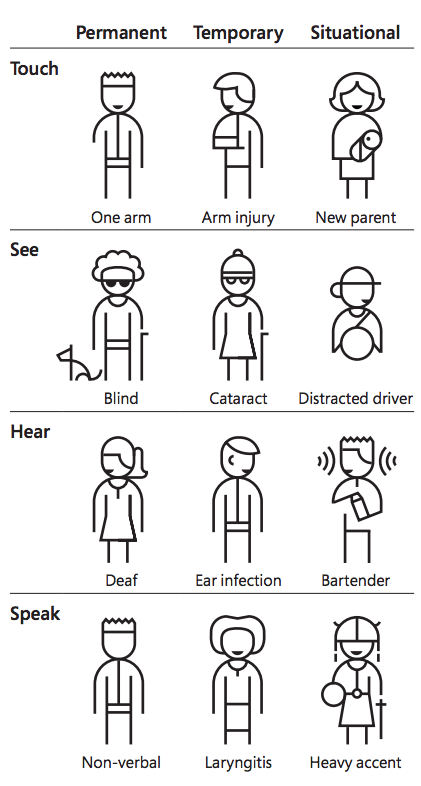 Permanent Temporary Situational
Touch
One arm Arm injury New parent
See
Blind Cataract Distracted driver
Hear
Deaf Ear infection Bartender
Speak
Non-verbal Laryngitis Heavy accent